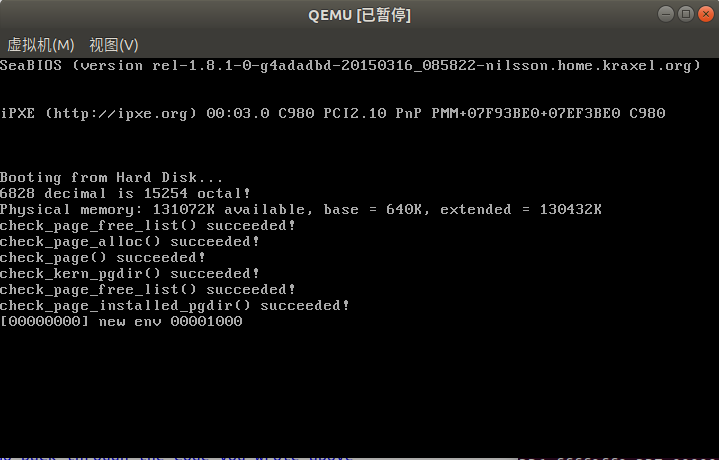 QEMU [已暂停]
虚拟机(M) 视图(V)
SeaBIOS (version rel-1.8.1-0-g4adadbd-20150316_085822-nilsson.home.kraxel.org)
iPXE (http://ipxe.org) 00:03.0 C980 PCI2.10 PnP PMM+07F93BE0+07EF3BE0 C980
Booting from Hard Disk...
6828 decimal is 15254 octal!
Physical memory: 131072K available, base = 640K, extended = 130432K
check_page_free_list() succeeded!
check_page_alloc() succeeded!
check_page() succeeded!
check_kern_pgdir() succeeded!
check_page_free_list() succeeded!
check_page_installed_pgdir() succeeded!
[00000000] new env 00001000